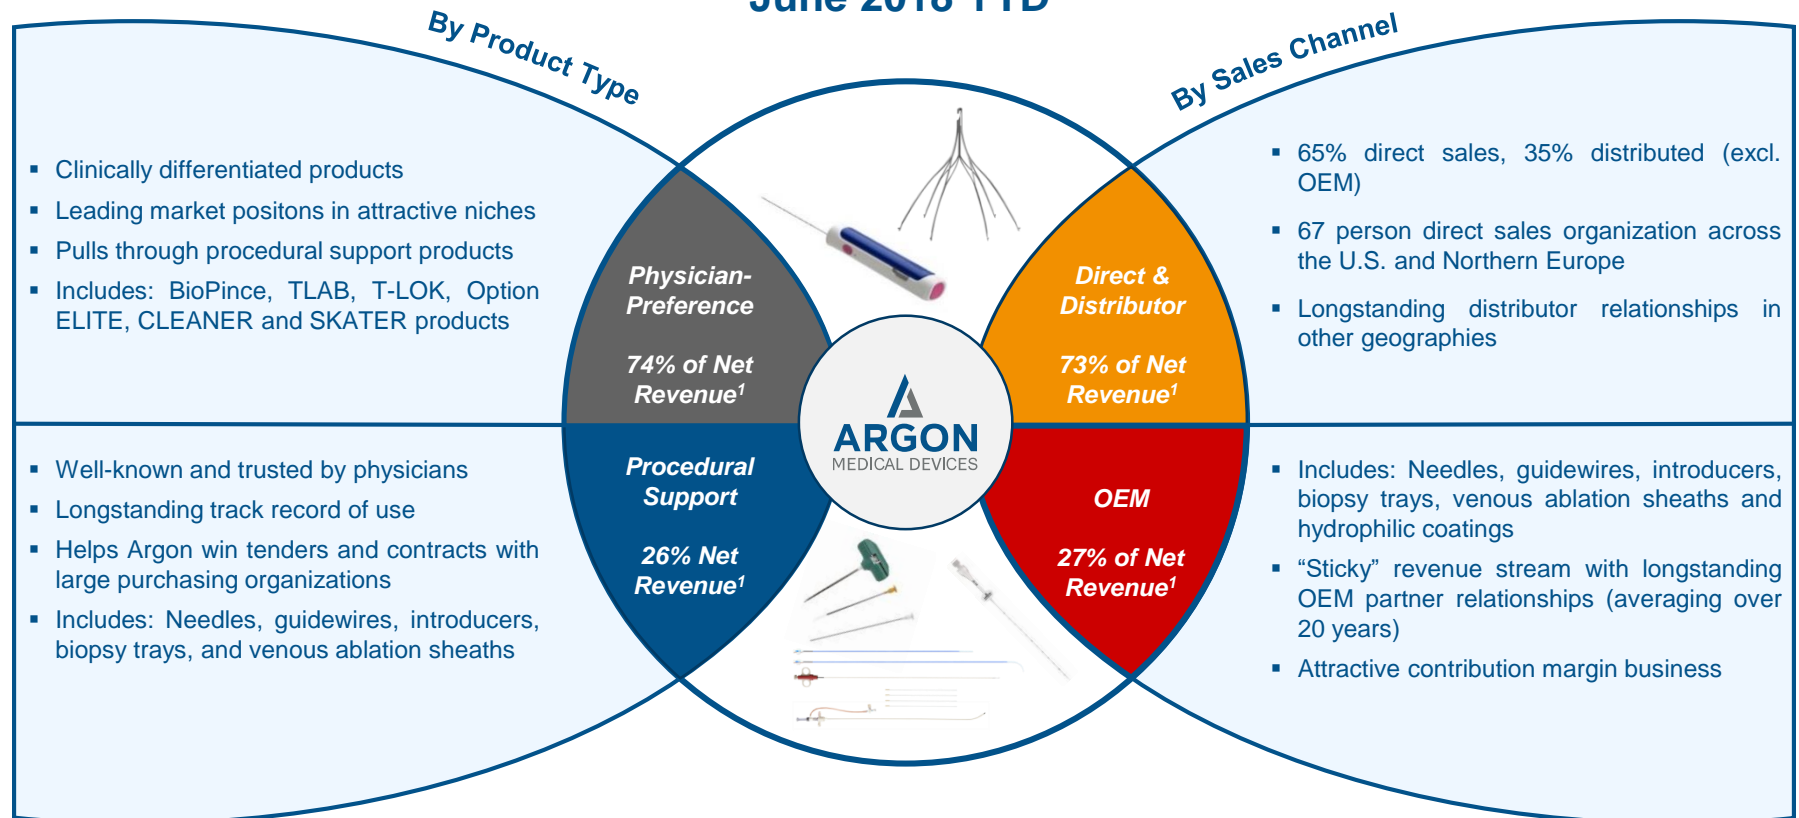 June 2018 YTD
By Product Type
By Sales Channel
▪ Clinically differentiated products
▪ Leading market positons in attractive niches
▪ Pulls through procedural support products
▪ Includes: BioPince, TLAB, T-LOK, Option
ELITE, CLEANER and SKATER products
Physician-
Preference
74% of Net
Revenue¹
Direct &
Distributor
73% of Net
Revenue¹
▪ 65% direct sales, 35% distributed (excl.
OEM)
▪ 67 person direct sales organization across
the U.S. and Northern Europe
▪ Longstanding distributor relationships in
other geographies
ARGON
MEDICAL DEVICES
▪ Well-known and trusted by physicians
▪ Longstanding track record of use
▪ Helps Argon win tenders and contracts with
large purchasing organizations
▪ Includes: Needles, guidewires, introducers,
biopsy trays, and venous ablation sheaths
Procedural
Support
26% Net
Revenue¹
OEM
27% of Net
Revenue¹
▪ Includes: Needles, guidewires, introducers,
biopsy trays, venous ablation sheaths and
hydrophilic coatings
▪ “Sticky” revenue stream with longstanding
OEM partner relationships (averaging over
20 years)
▪ Attractive contribution margin business